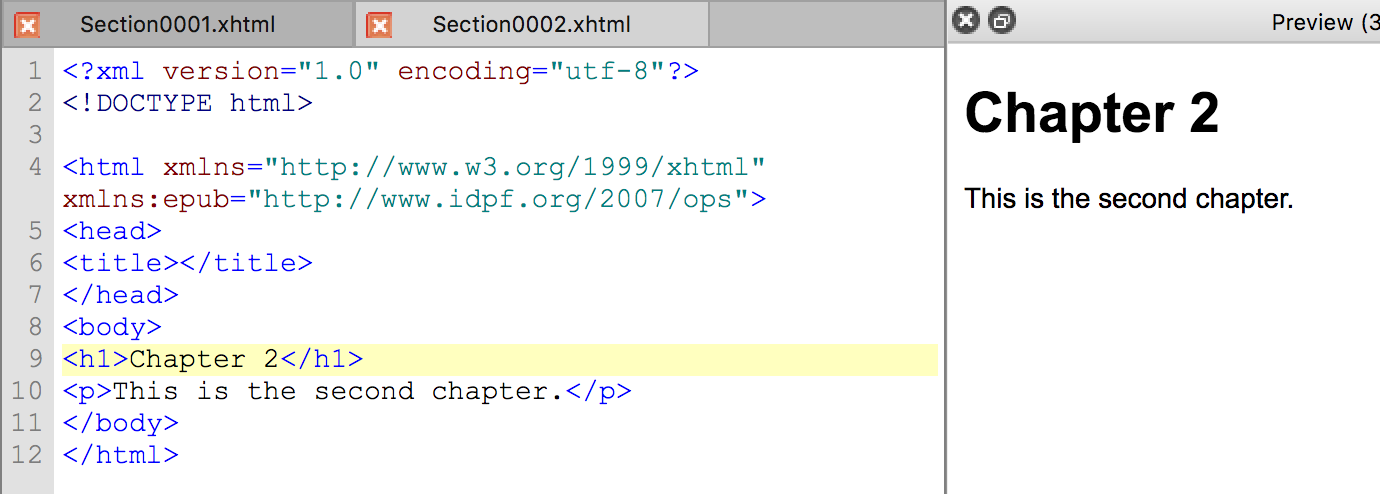 Section0001.xhtml
Section0002.xhtml
1 <?xml version="1.0" encoding="utf-8"?>
2 <!DOCTYPE html>
3
4 <html xmlns="http://www.w3.org/1999/xhtml"
xmlns:epub="http://www.idpf.org/2007/ops">
5 <head>
6 <title></title>
7 </head>
8 <body>
9 <h1>Chapter 2</h1>
10 <p>This is the second chapter.</p>
11 </body>
12 </html>
Preview (3
Chapter 2
This is the second chapter.